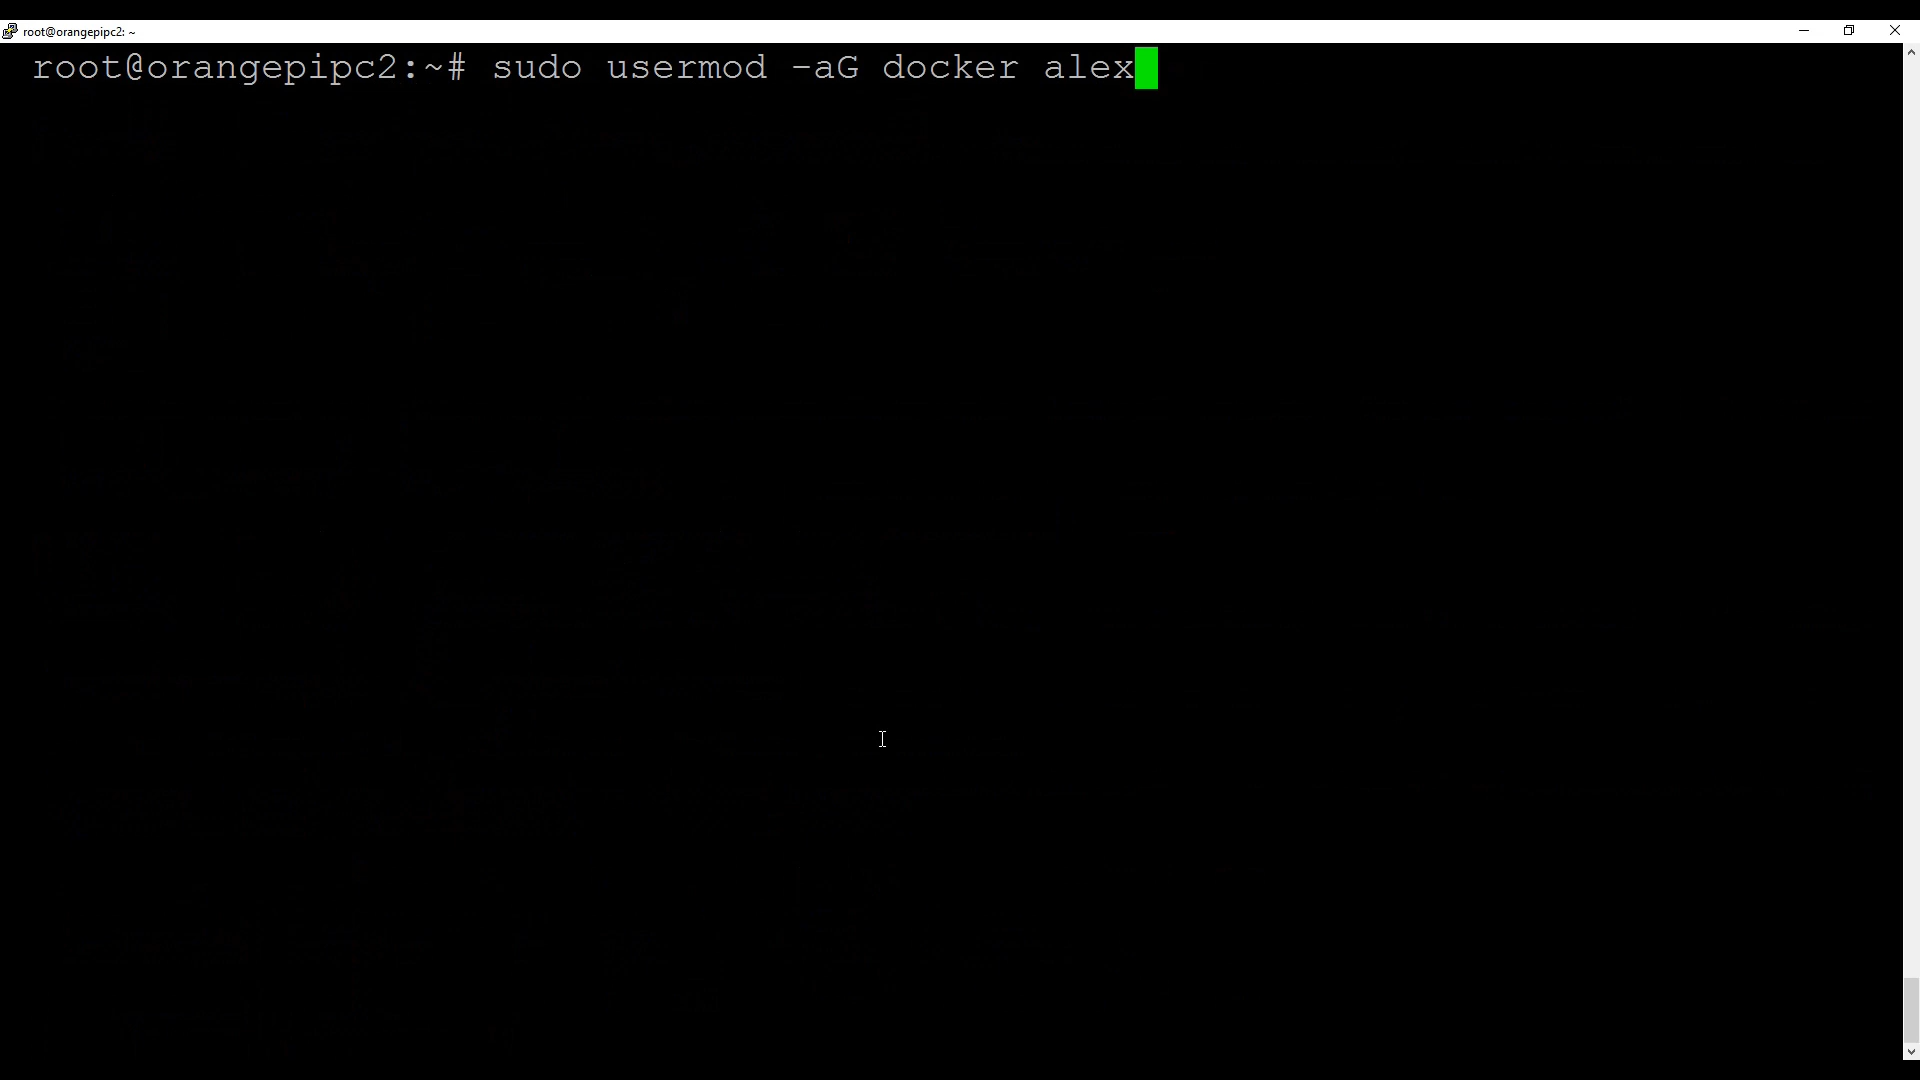 root@orangepipc2: ~
root@orangepipc2:~# sudo usermod -aG docker alex